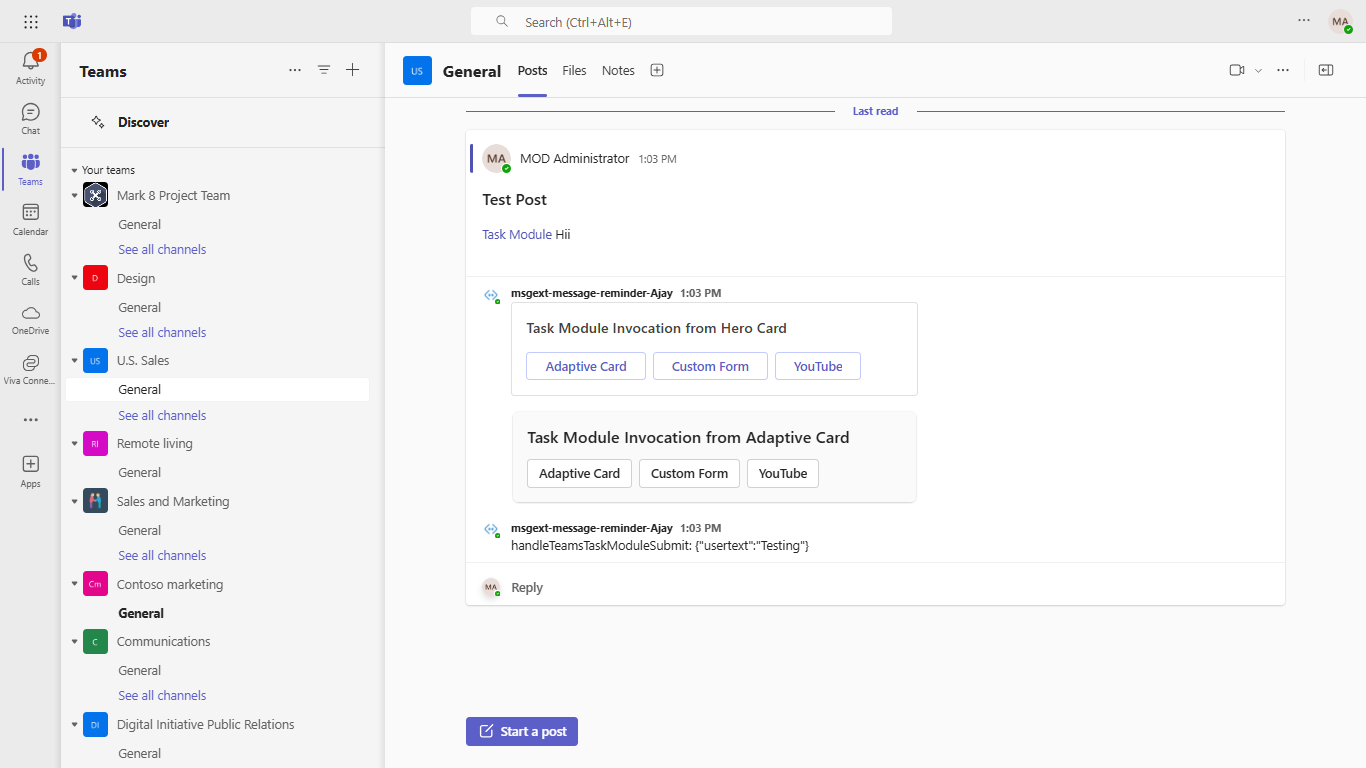 Search (Ctrl+Alt+E)
MA
1
Activity
Chat
Teams
Calendar
Calls
OneDrive
Viva Conne...
Apps
Teams
Discover
Your teams
Mark 8 Project Team
General
See all channels
D
Design
General
See all channels
US
U.S. Sales
General
See all channels
Rl
Remote living
General
Sales and Marketing
General
See all channels
Cm
Contoso marketing
General
C
Communications
General
See all channels
DI
Digital Initiative Public Relations
General
US
General
Posts
Files
Notes
Last read
MA
MOD Administrator 1:03 PM
Test Post
Task Module Hii
msgext-message-reminder-Ajay 1:03 PM
Task Module Invocation from Hero Card
Adaptive Card
Custom Form
YouTube
Task Module Invocation from Adaptive Card
Adaptive Card
Custom Form
YouTube
msgext-message-reminder-Ajay 1:03 PM
handleTeamsTaskModuleSubmit: {"usertext":"Testing"}
MA
Reply
Start a post